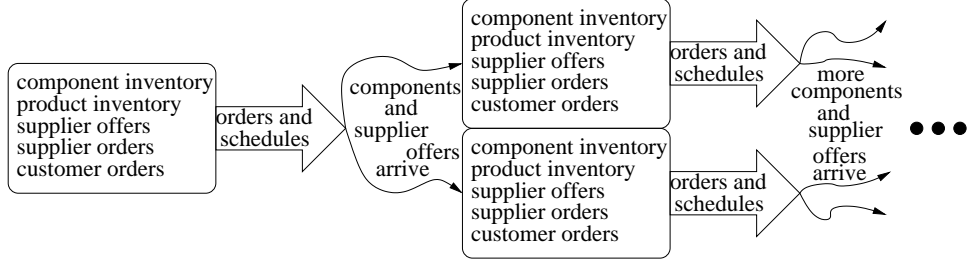 component inventory
product inventory
supplier offers
supplier orders
customer orders
orders and
schedules
components
and
supplier
offers
arrive
component inventory
product inventory
supplier offers
supplier orders
customer orders
orders and
schedules
component inventory
product inventory
supplier offers
supplier orders
customer orders
orders and
schedules
more
components
and
supplier
offers
arrive